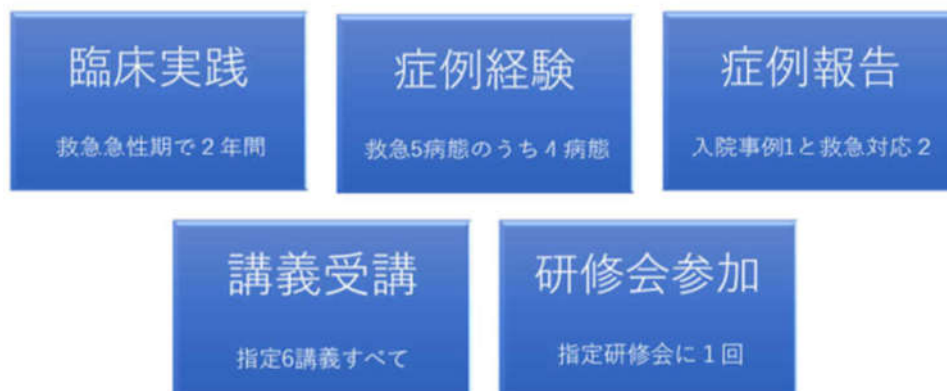 臨床実践
救急急性期で２年間
症例経験
救急5病態のうち４病態
症例報告
入院事例1と救急対応２
講義受講
指定6講義すべて
研修会参加
指定研修会に１回